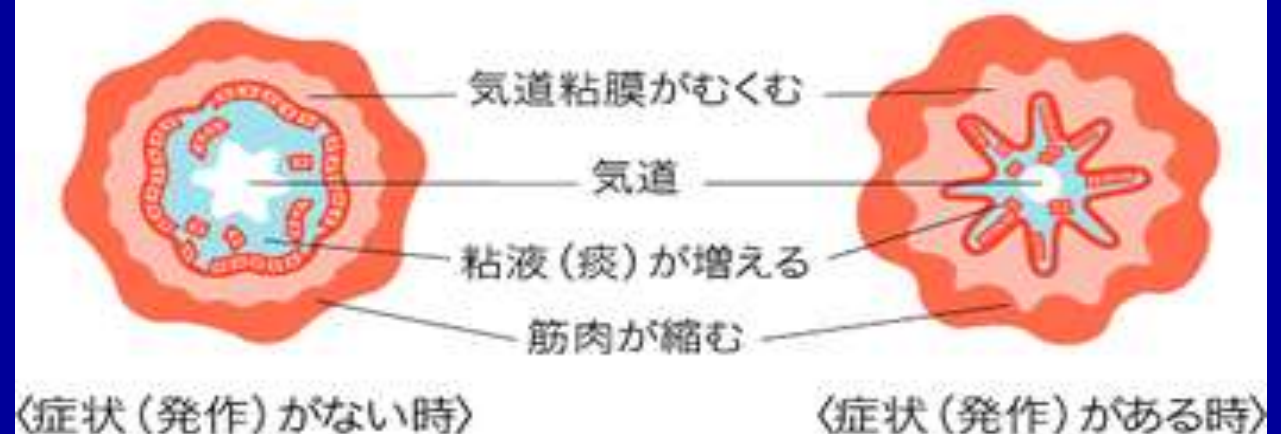 気道粘膜がむくむ
気道
粘液(痰)が増える
筋肉が縮む
〈症状(発作)がない時〉
〈症状(発作)がある時〉